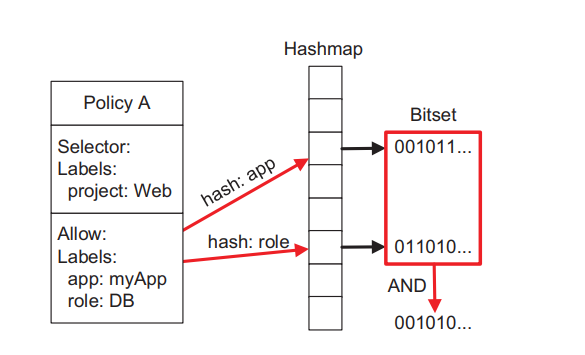 Hashmap
Policy A
Bitset
Selector:
Labels:
project: Web
001011...
hash: app
Allow:
Labels:
app: myApp
role: DB
hash: role
011010...
AND
001010...